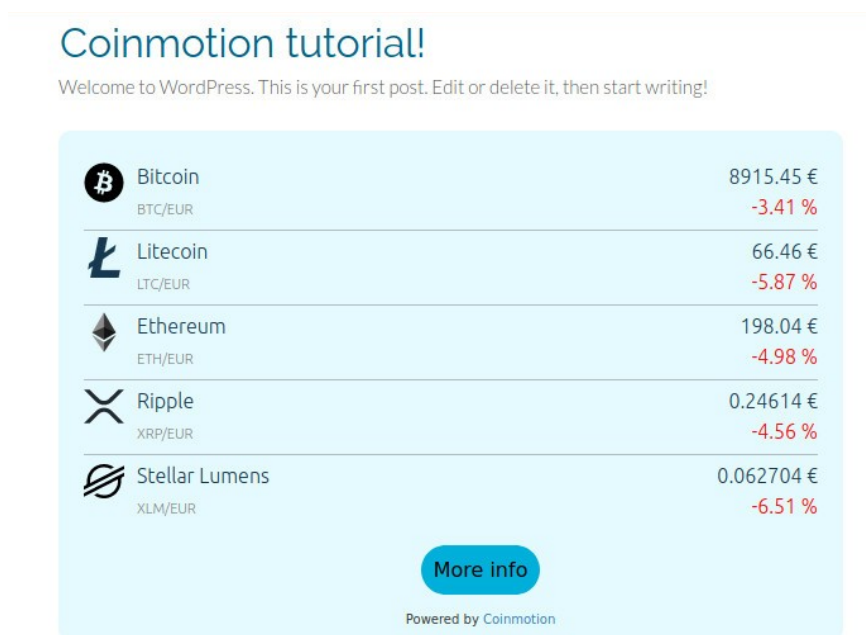 Coinmotion tutorial!
Welcome to WordPress. This is your first post. Edit or delete it, then start writing!
Bitcoin 8915.45 €
BTC/EUR -3.41 %
Litecoin 66.46 €
LTC/EUR -5.87 %
Ethereum 198.04 €
ETH/EUR -4.98 %
Ripple 0.24614 €
XRP/EUR -4.56 %
Stellar Lumens 0.062704 €
XLM/EUR -6.51 %
More info
Powered by Coinmotion